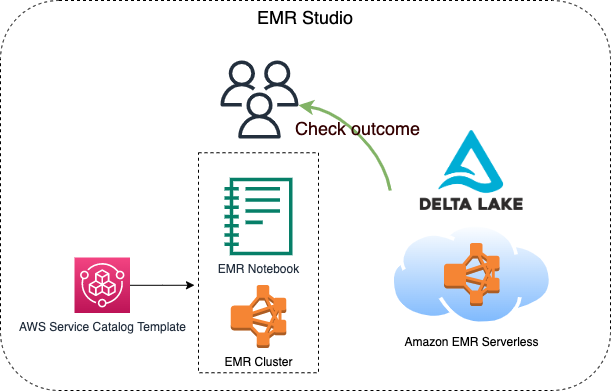 EMR Studio
Check outcome
DELTA LAKE
EMR Notebook
AWS Service Catalog Template
EMR Cluster
Amazon EMR Serverless